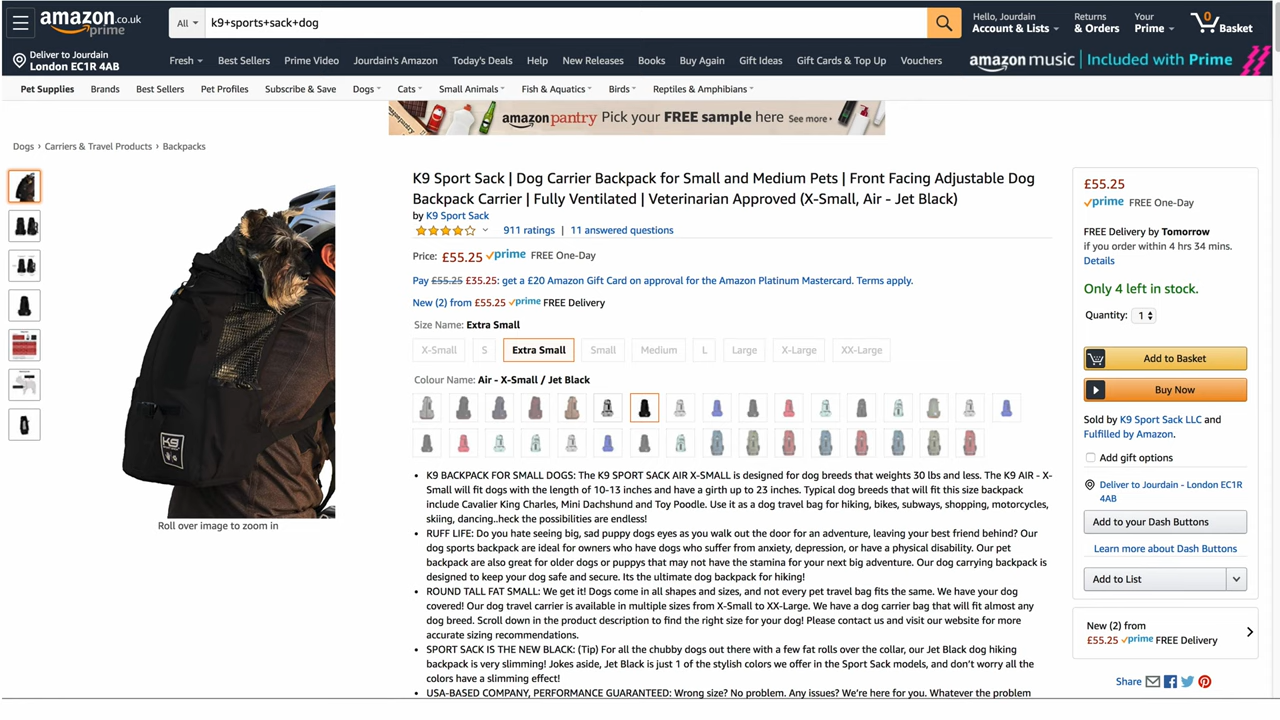 amazon.co.uk
prime
All
k9+sports+sack+dog
Hello, Jourdain
Account & Lists
Returns
& Orders
Your
Prime
0
Basket
Deliver to Jourdain
London EC1R 4AB
Fresh
Best Sellers
Prime Video
Jourdain's Amazon
Today's Deals
Help
New Releases
Books
Buy Again
Gift Ideas
Gift Cards & Top Up
Vouchers
amazon music | Included with Prime
Pet Supplies
Brands
Best Sellers
Pet Profiles
Subscribe & Save
Dogs
Cats
Small Animals
Fish & Aquatics
Birds
Reptiles & Amphibians
amazonpantry Pick your FREE sample here See more
Dogs › Carriers & Travel Products › Backpacks
K9 Sport Sack | Dog Carrier Backpack for Small and Medium Pets | Front Facing Adjustable Dog
Backpack Carrier | Fully Ventilated | Veterinarian Approved (X-Small, Air - Jet Black)
by K9 Sport Sack
911 ratings | 11 answered questions
Price: £55.25 prime FREE One-Day
Pay £55.25 £35.25: get a £20 Amazon Gift Card on approval for the Amazon Platinum Mastercard. Terms apply.
New (2) from £55.25 prime FREE Delivery
Size Name: Extra Small
X-Small
S
Extra Small
Small
Medium
L
Large
X-Large
XX-Large
Colour Name: Air - X-Small / Jet Black
K9
Roll over image to zoom in
• K9 BACKPACK FOR SMALL DOGS: The K9 SPORT SACK AIR X-SMALL is designed for dog breeds that weights 30 lbs and less. The K9 AIR - X-
Small will fit dogs with the length of 10-13 inches and have a girth up to 23 inches. Typical dog breeds that will fit this size backpack
include Cavalier King Charles, Mini Dachshund and Toy Poodle. Use it as a dog travel bag for hiking, bikes, subways, shopping, motorcycles,
skiing, dancing..heck the possibilities are endless!
• RUFF LIFE: Do you hate seeing big, sad puppy dogs eyes as you walk out the door for an adventure, leaving your best friend behind? Our
dog sports backpack are ideal for owners who have dogs who suffer from anxiety, depression, or have a physical disability. Our pet
backpack are also great for older dogs or puppys that may not have the stamina for your next big adventure. Our dog carrying backpack is
designed to keep your dog safe and secure. Its the ultimate dog backpack for hiking!
• ROUND TALL FAT SMALL: We get it! Dogs come in all shapes and sizes, and not every pet travel bag fits the same. We have your dog
covered! Our dog travel carrier is available in multiple sizes from X-Small to XX-Large. We have a dog carrier bag that will fit almost any
dog breed. Scroll down in the product description to find the right size for your dog! Please contact us and visit our website for more
accurate sizing recommendations.
• SPORT SACK IS THE NEW BLACK: (Tip) For all the chubby dogs out there with a few fat rolls over the collar, our Jet Black dog hiking
backpack is very slimming! Jokes aside, Jet Black is just 1 of the stylish colors we offer in the Sport Sack models, and don't worry all the
colors have a slimming effect!
• USA-BASED COMPANY, PERFORMANCE GUARANTEED: Wrong size? No problem. Any issues? We're here for you. Whatever the problem
£55.25
prime FREE One-Day
FREE Delivery by Tomorrow
if you order within 4 hrs 34 mins.
Details
Only 4 left in stock.
Quantity: 1
Add to Basket
Buy Now
Sold by K9 Sport Sack LLC and
Fulfilled by Amazon.
Add gift options
Deliver to Jourdain - London EC1R
4AB
Add to your Dash Buttons
Learn more about Dash Buttons
Add to List
New (2) from
£55.25 prime FREE Delivery
Share